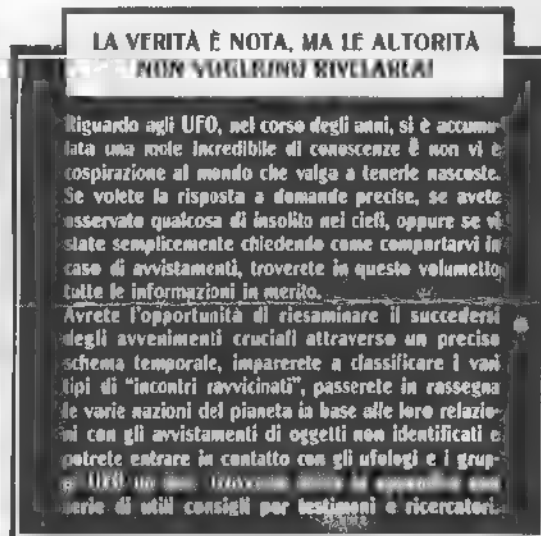 LA VERITÀ È NOTA, MA LE AUTORITÀ
NON VOGLIONO RIVELARLA!
Riguardo agli UFO, nel corso degli anni, si è accumu-
lata una mole incredibile di conoscenze E non vi è
cospirazione al mondo che valga a tenerle nascoste.
Se volete la risposta a domande precise, se avete
osservato qualcosa di insolito nei cieli, oppure se vi
state semplicemente chiedendo come comportarvi in
caso di avvistamenti, troverete in questo volumetto
tutte le informazioni in merito.
Avrete l'opportunità di riesaminare il succedersi
degli avvenimenti cruciali attraverso un preciso
schema temporale, imparerete a classificare i vari
tipi di "incontri ravvicinati", passerete in rassegna
le varie nazioni del pianeta in base alle loro relazio-
ni con gli avvistamenti di oggetti non identificati e
potrete entrare in contatto con gli ufologi e i grup-
serie di utili consigli per testimoni e ricercatori.